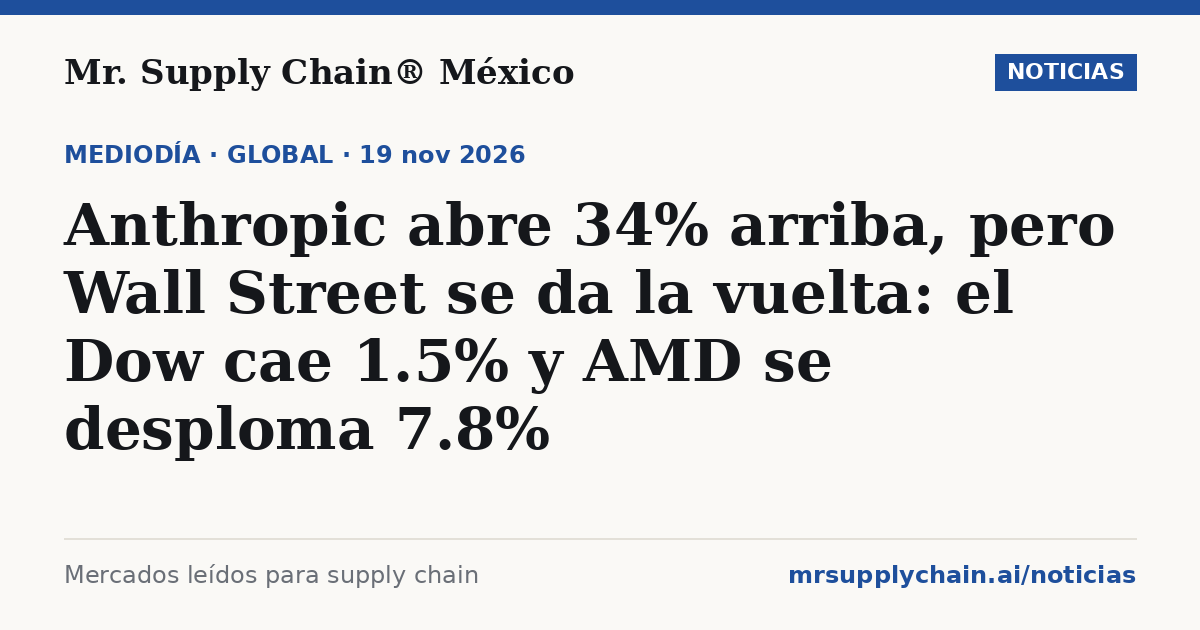 Mr. Supply Chain® México
NOTICIAS
MEDIODÍA · GLOBAL · 19 nov 2026
Anthropic abre 34% arriba, pero
Wall Street se da la vuelta: el
Dow cae 1.5% y AMD se
desploma 7.8%
Mercados leídos para supply chain
mrsupplychain.ai/noticias